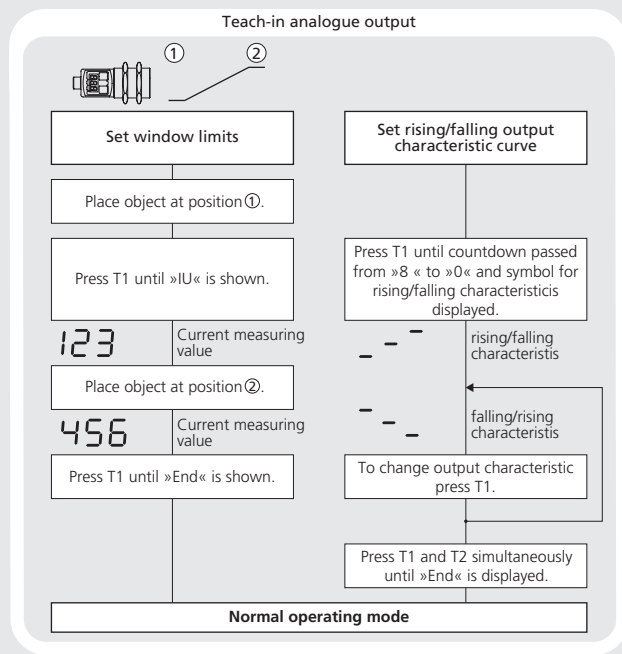 Teach-in analogue output
① ②
Set window limits
Place object at position ①.
Press T1 until »IU« is shown.
123
Current measuring
value
Place object at position ②.
456
Current measuring
value
Press T1 until »End« is shown.
Set rising/falling output
characteristic curve
Press T1 until countdown passed
from »8 « to »0« and symbol for
rising/falling characteristicis
displayed.
rising/falling
characteristis
falling/rising
characteristis
To change output characteristic
press T1.
Press T1 and T2 simultaneously
until »End« is displayed.
Normal operating mode